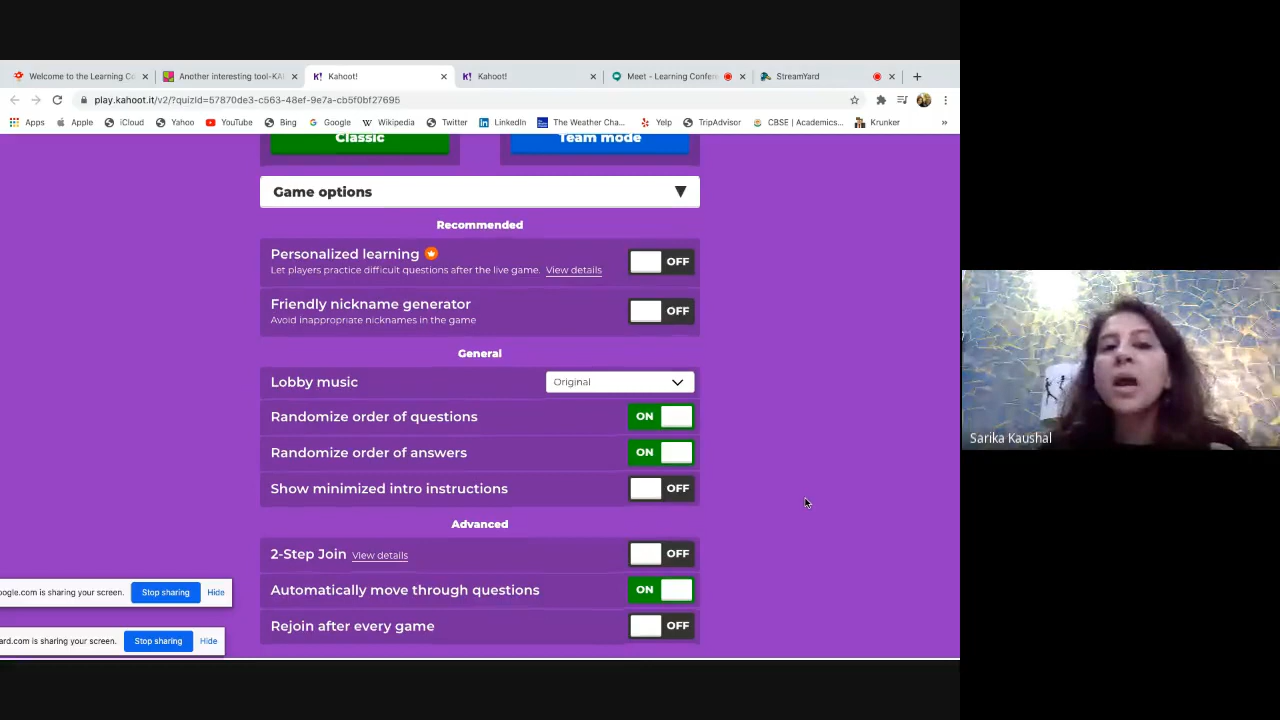 Welcome to the Learning Co
Another interesting tool-KA
K! Kahoot!
K! Kahoot!
Meet - Learning Confer
StreamYard
play.kahoot.it/v2/?quizId=57870de3-c563-48ef-9e7a-cb5f0bf27695
Apps Apple iCloud Yahoo YouTube Bing Google Wikipedia Twitter LinkedIn The Weather Cha... Yelp TripAdvisor CBSE | Academics... Krunker »
Classic
Team mode
Game options
Recommended
Personalized learning
Let players practice difficult questions after the live game. View details
OFF
Friendly nickname generator
Avoid inappropriate nicknames in the game
OFF
General
Lobby music
Original
Randomize order of questions
ON
Randomize order of answers
ON
Show minimized intro instructions
OFF
Advanced
2-Step Join View details
OFF
Automatically move through questions
ON
Rejoin after every game
OFF
oogle.com is sharing your screen. Stop sharing Hide
ard.com is sharing your screen. Stop sharing Hide
Sarika Kaushal